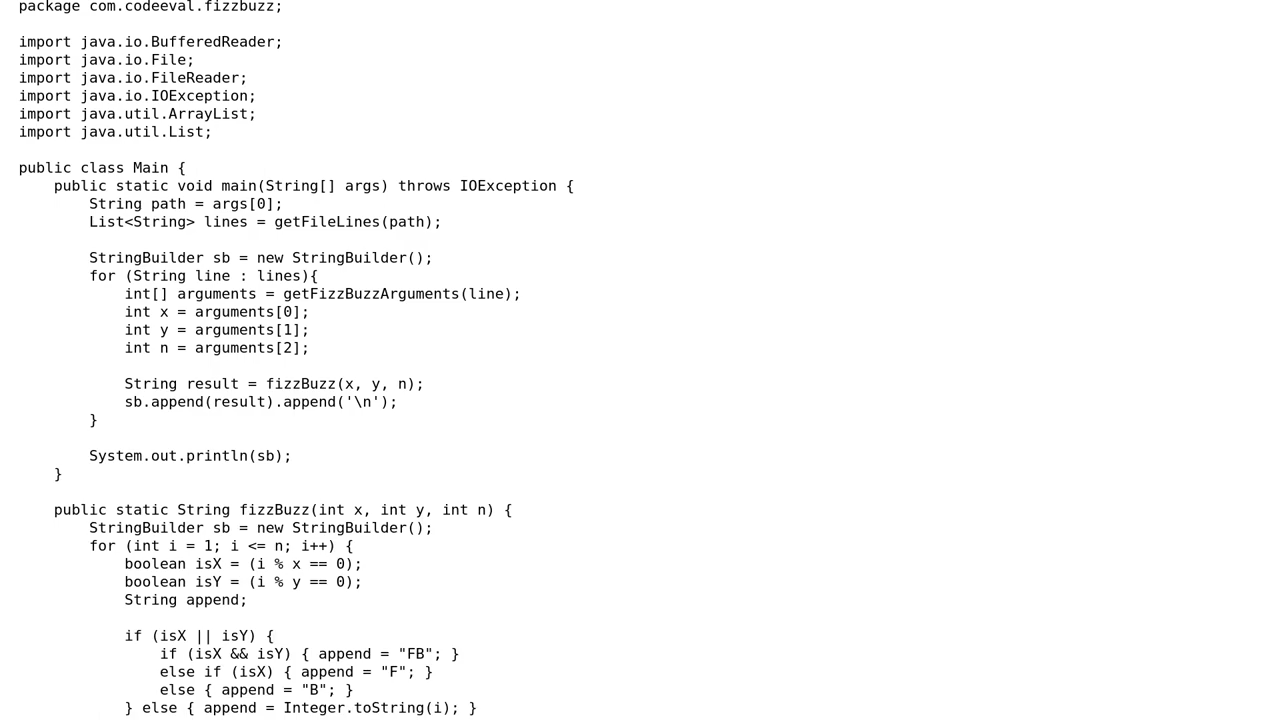 package com.codeeval.fizzbuzz;

import java.io.BufferedReader;
import java.io.File;
import java.io.FileReader;
import java.io.IOException;
import java.util.ArrayList;
import java.util.List;

public class Main {
    public static void main(String[] args) throws IOException {
        String path = args[0];
        List<String> lines = getFileLines(path);

        StringBuilder sb = new StringBuilder();
        for (String line : lines){
            int[] arguments = getFizzBuzzArguments(line);
            int x = arguments[0];
            int y = arguments[1];
            int n = arguments[2];

            String result = fizzBuzz(x, y, n);
            sb.append(result).append('\n');
        }

        System.out.println(sb);
    }

    public static String fizzBuzz(int x, int y, int n) {
        StringBuilder sb = new StringBuilder();
        for (int i = 1; i <= n; i++) {
            boolean isX = (i % x == 0);
            boolean isY = (i % y == 0);
            String append;

            if (isX || isY) {
                if (isX && isY) { append = "FB"; }
                else if (isX) { append = "F"; }
                else { append = "B"; }
            } else { append = Integer.toString(i); }